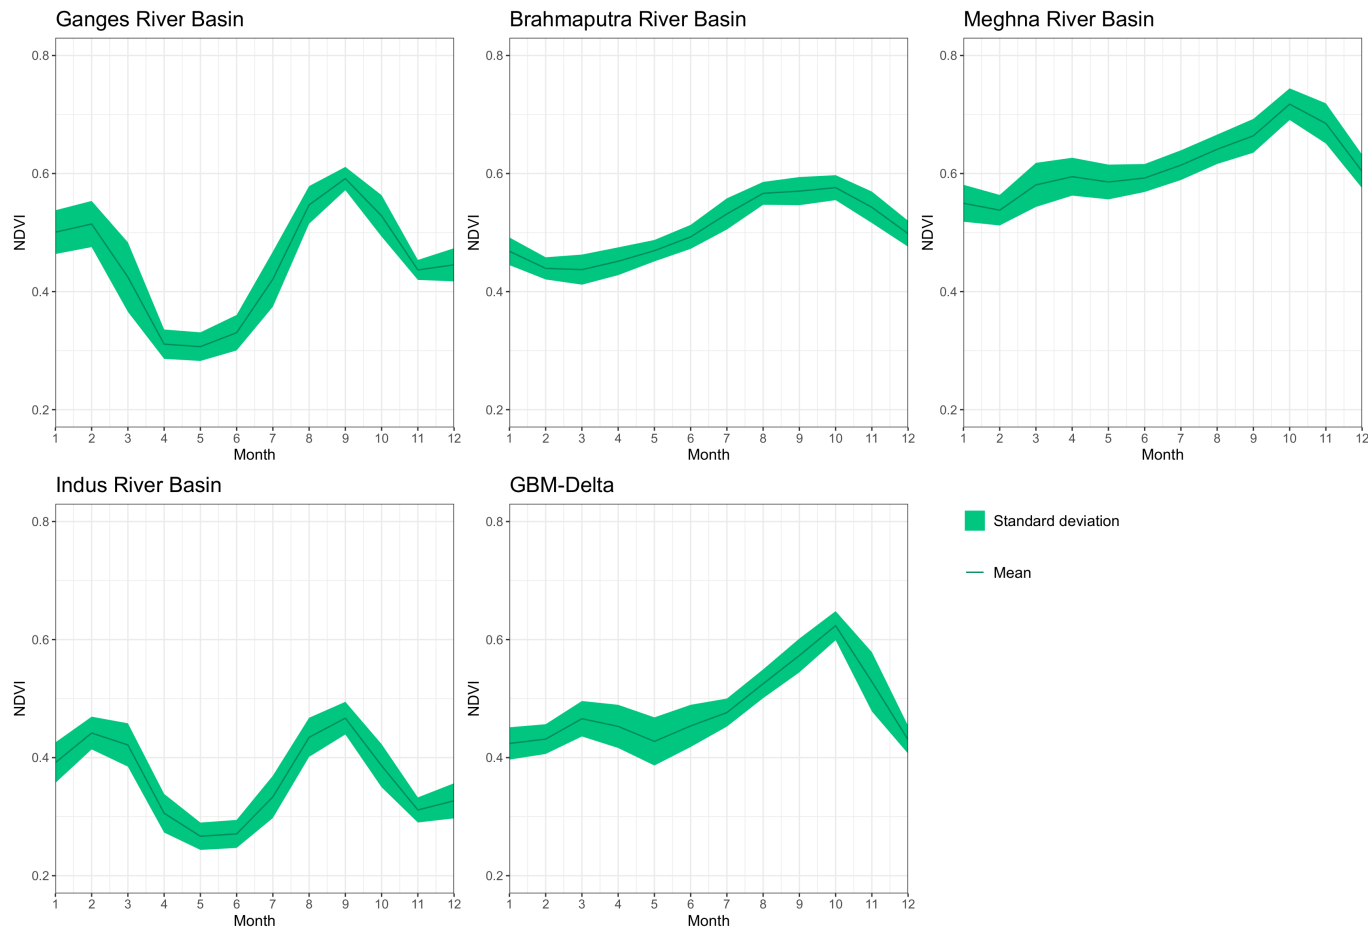 Ganges River Basin
0.8
0.6
0.4
0.2
NDVI
1 2 3 4 5 6 7 8 9 10 11 12
Month
Brahmaputra River Basin
0.8
0.6
0.4
0.2
NDVI
1 2 3 4 5 6 7 8 9 10 11 12
Month
Meghna River Basin
0.8
0.6
0.4
0.2
NDVI
1 2 3 4 5 6 7 8 9 10 11 12
Month
Indus River Basin
0.8
0.6
0.4
0.2
NDVI
1 2 3 4 5 6 7 8 9 10 11 12
Month
GBM-Delta
0.8
0.6
0.4
0.2
NDVI
1 2 3 4 5 6 7 8 9 10 11 12
Month
Standard deviation
Mean